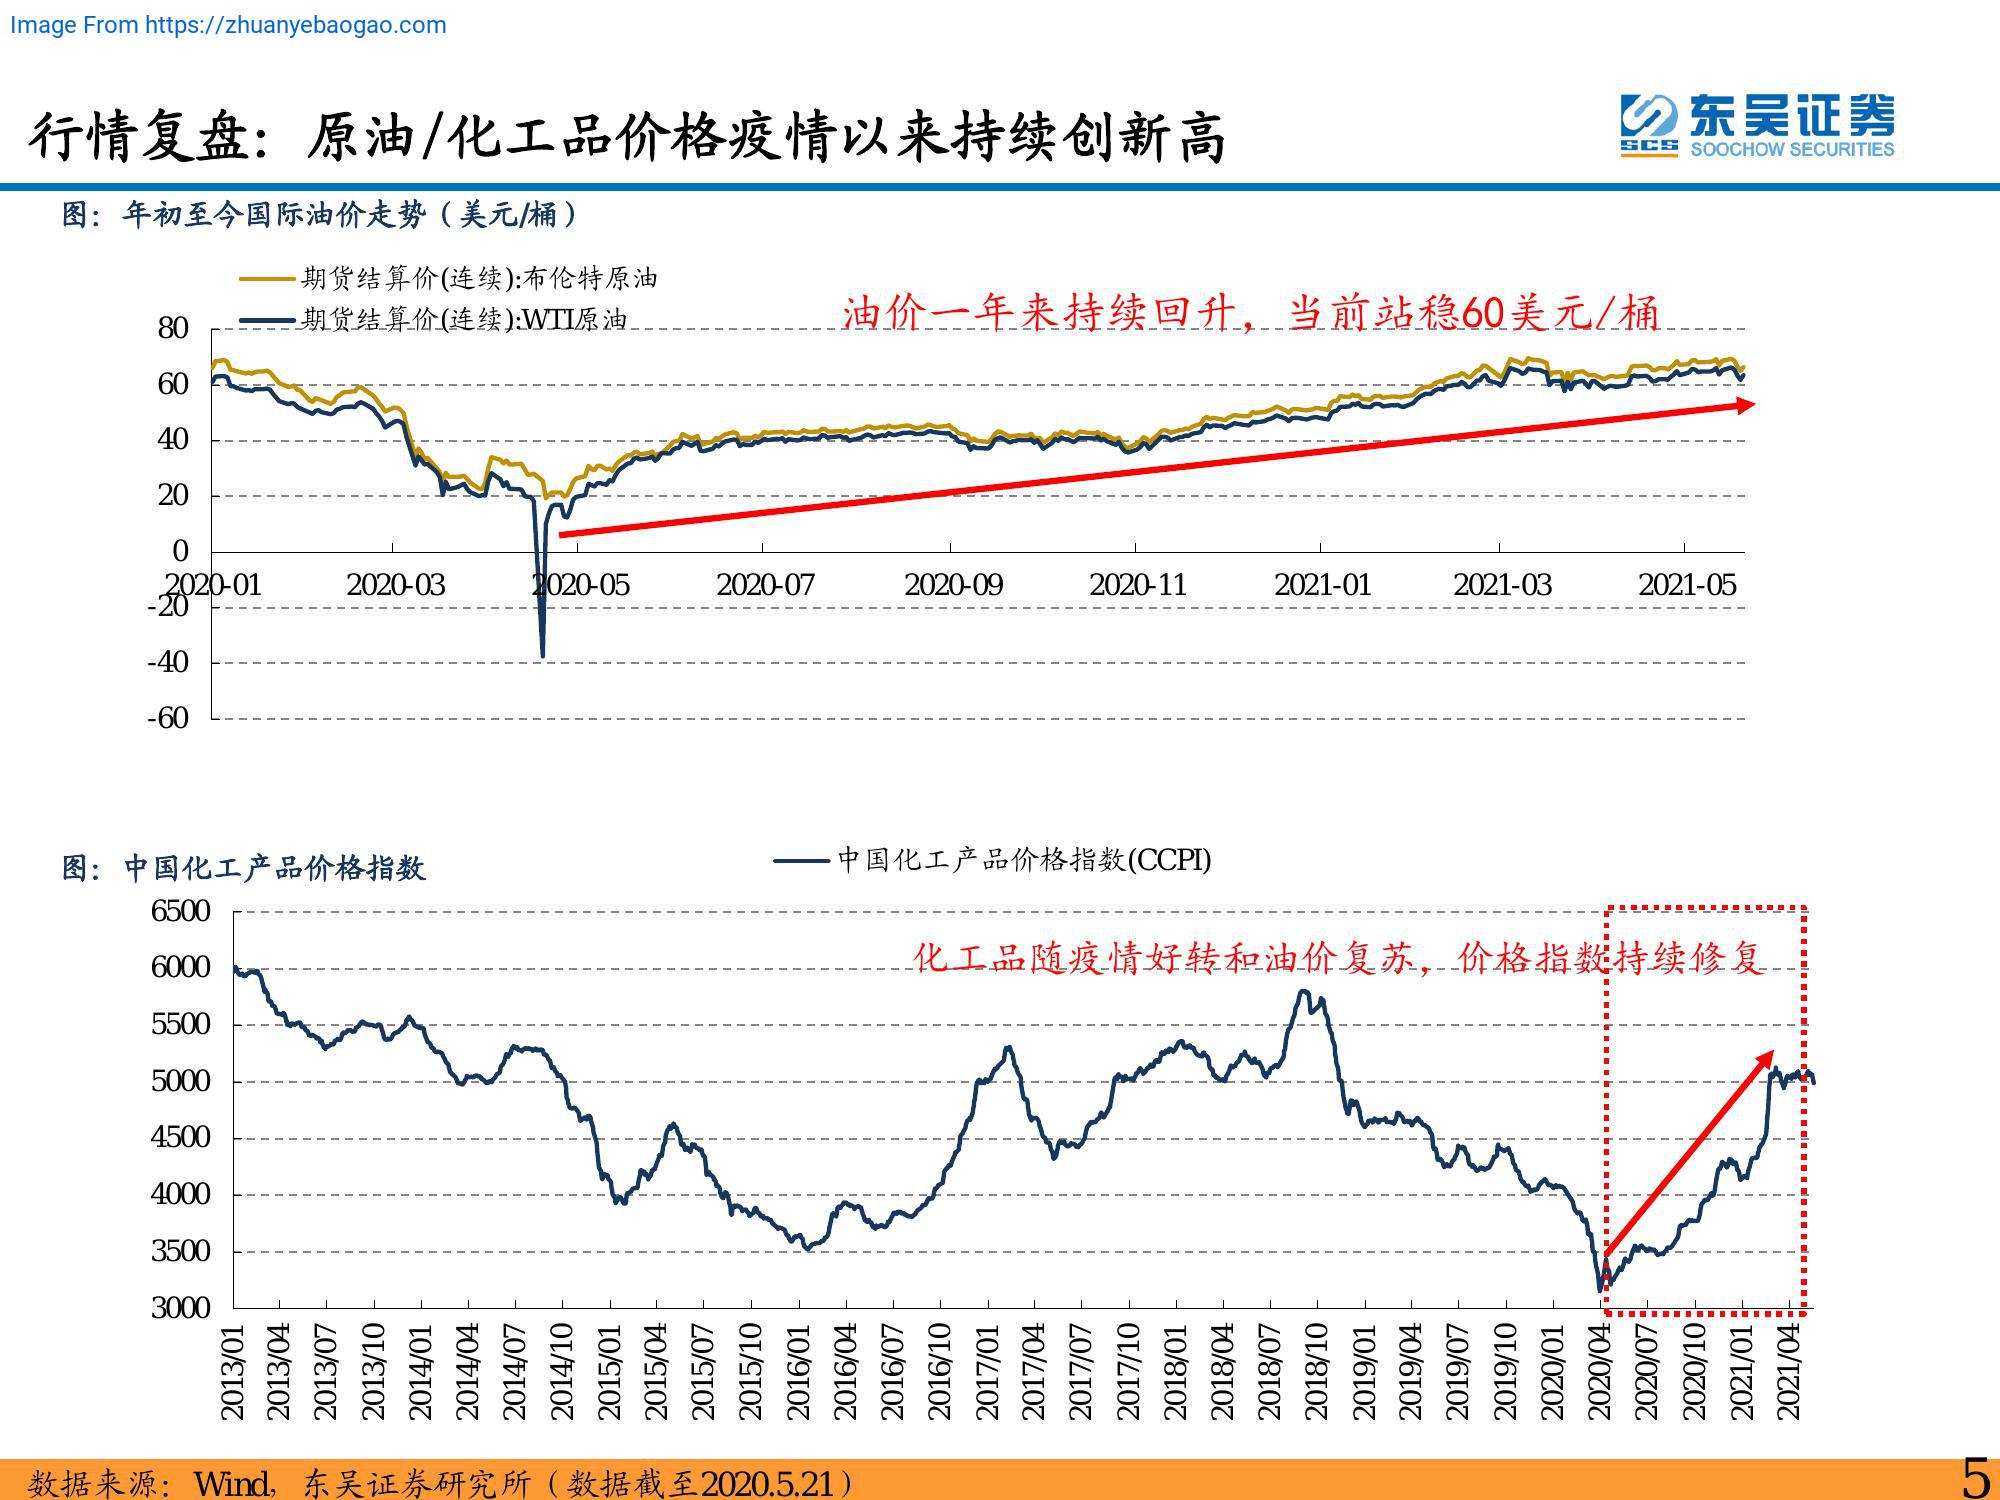 Image From https://zhuanyebaogao.com
行情复盘：原油/化工品价格疫情以来持续创新高
东吴证券
SCS
SOOCHOW SECURITIES
图：年初至今国际油价走势（美元/桶）
期货结算价(连续):布伦特原油
期货结算价(连续):WTI原油
油价一年来持续回升，当前站稳60美元/桶
80
60
40
20
0
-20
-40
-60
2020-01 2020-03 2020-05 2020-07 2020-09 2020-11 2021-01 2021-03 2021-05
图：中国化工产品价格指数
中国化工产品价格指数(CCPI)
化工品随疫情好转和油价复苏，价格指数持续修复
6500
6000
5500
5000
4500
4000
3500
3000
2013/01 2013/04 2013/07 2013/10 2014/01 2014/04 2014/07 2014/10 2015/01 2015/04 2015/07 2015/10 2016/01 2016/04 2016/07 2016/10 2017/01 2017/04 2017/07 2017/10 2018/01 2018/04 2018/07 2018/10 2019/01 2019/04 2019/07 2019/10 2020/01 2020/04 2020/07 2020/10 2021/01 2021/04
数据来源：Wind，东吴证券研究所（数据截至2020.5.21）
5